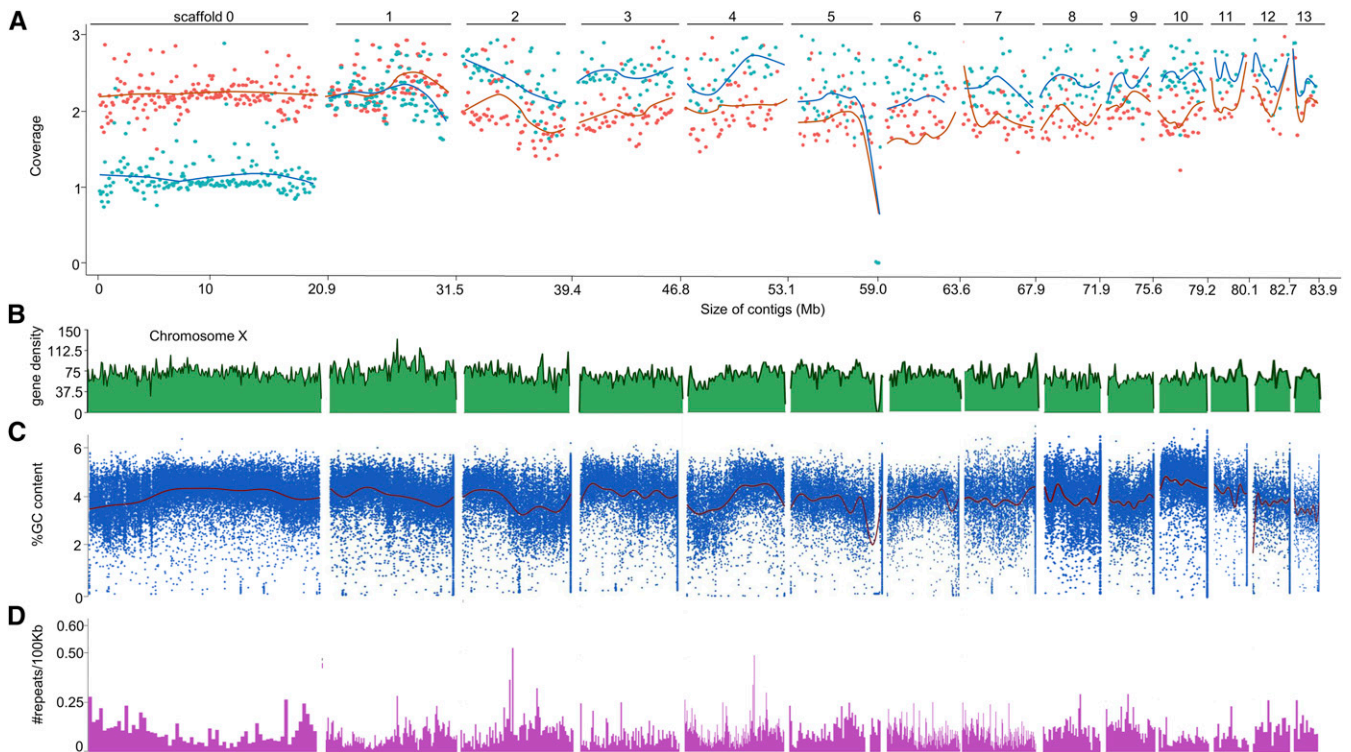 A
scaffold 0 1 2 3 4 5 6 7 8 9 10 11 12 13
Coverage
3
2
1
0
0 10 20.9 31.5 39.4 46.8 53.1 59.0 63.6 67.9 71.9 75.6 79.2 80.1 82.7 83.9
Size of contigs (Mb)
B
Chromosome X
gene density
150
112.5
75
37.5
0
C
%GC content
6
4
2
0
D
#repeats/100Kb
0.60
0.50
0.25
0